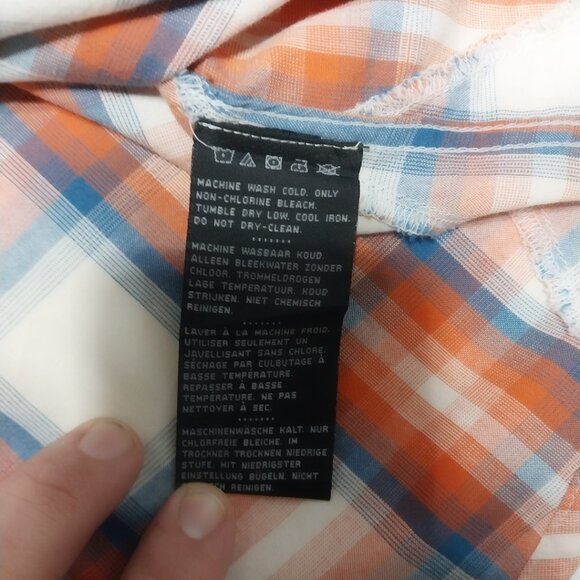 MACHINE WASH COLD. ONLY
NON-CHLORINE BLEACH.
TUMBLE DRY LOW. COOL IRON.
DO NOT DRY-CLEAN.
MACHINE WASBAAR KOUD.
ALLEEN BLEEKWATER ZONDER
CHLOOR. TROMMELDROGEN
LAGE TEMPERATUUR. KOUD
STRIJKEN. NIET CHEMISCH
REINIGEN.
LAVER À LA MACHINE FROID.
UTILISER SEULEMENT UN
JAVELLISANT SANS CHLORE.
SÉCHAGE PAR CULBUTAGE À
BASSE TEMPÉRATURE.
REPASSER À BASSE
TEMPÉRATURE. NE PAS
NETTOYER À SEC.
MASCHINENWÄSCHE KALT. NUR
CHLORFREIE BLEICHE. IM
TROCKNER TROCKNEN NIEDRIGE
STUFE. MIT NIEDRIGSTER
EINSTELLUNG BÜGELN. NICHT
REINIGEN.